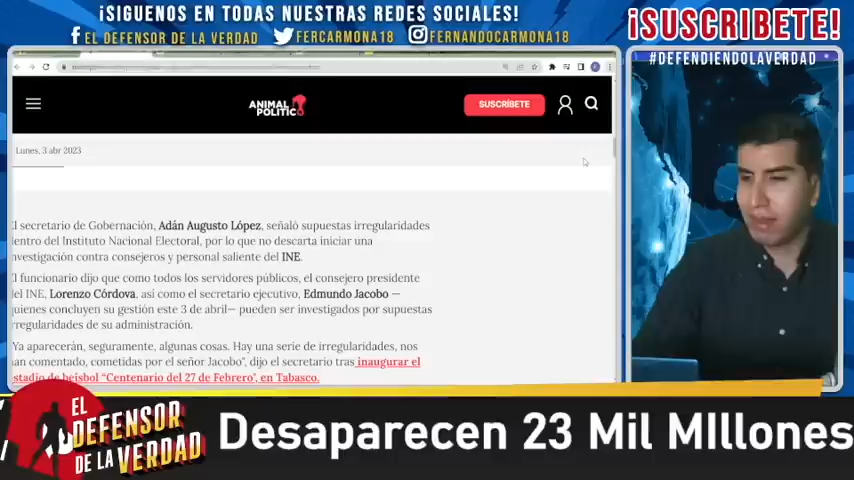 ¡SIGUENOS EN TODAS NUESTRAS REDES SOCIALES!
EL DEFENSOR DE LA VERDAD FERCARMONA18 FERNANDOCARMONA18
¡SUSCRIBETE!
#DEFENDIENDOLAVERDAD
ANIMAL
POLITICO
SUSCRÍBETE
Lunes, 3 abr 2023
El secretario de Gobernación, Adán Augusto López, señaló supuestas irregularidades
dentro del Instituto Nacional Electoral, por lo que no descarta iniciar una
investigación contra consejeros y personal saliente del INE.
El funcionario dijo que como todos los servidores públicos, el consejero presidente
del INE, Lorenzo Córdova, así como el secretario ejecutivo, Edmundo Jacobo —
quienes concluyen su gestión este 3 de abril— pueden ser investigados por supuestas
irregularidades de su administración.
"Ya aparecerán, seguramente, algunas cosas. Hay una serie de irregularidades, nos
han comentado, cometidas por el señor Jacobo", dijo el secretario tras inaugurar el
estadio de beisbol "Centenario del 27 de Febrero", en Tabasco.
EL
DEFENSOR
DE LA VERDAD
Desaparecen 23 Mil MIllones